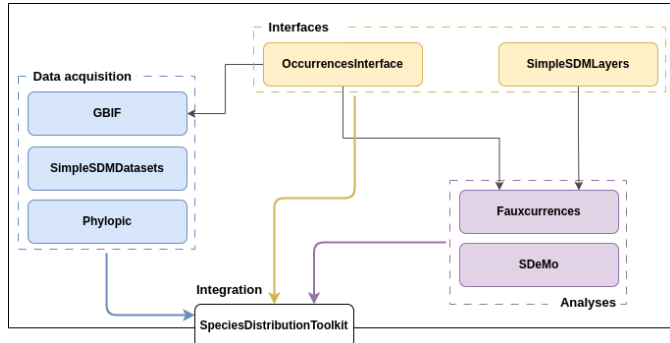 Interfaces
OccurrencesInterface
SimpleSDMLayers
Data acquisition
GBIF
SimpleSDMDatasets
Phylopic
Fauxcurrences
SDeMo
Analyses
Integration
SpeciesDistributionToolkit